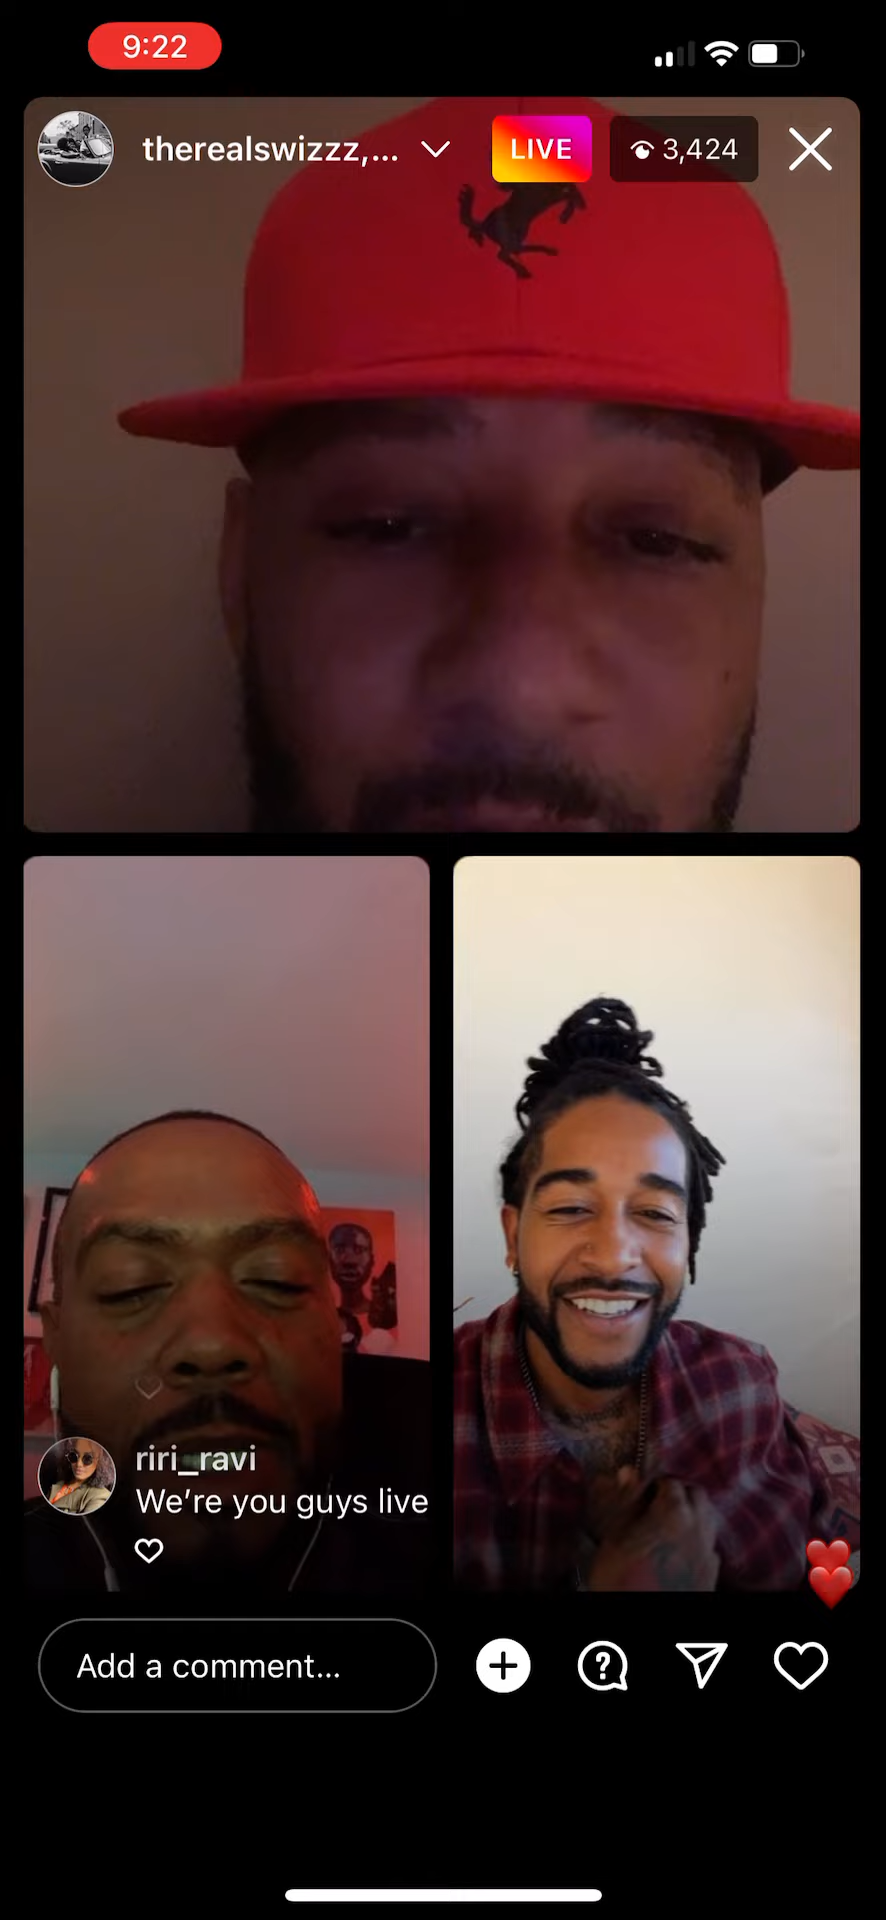 9:22
therealswizzz,...
LIVE
3,424
riri_ravi
We’re you guys live
Add a comment...